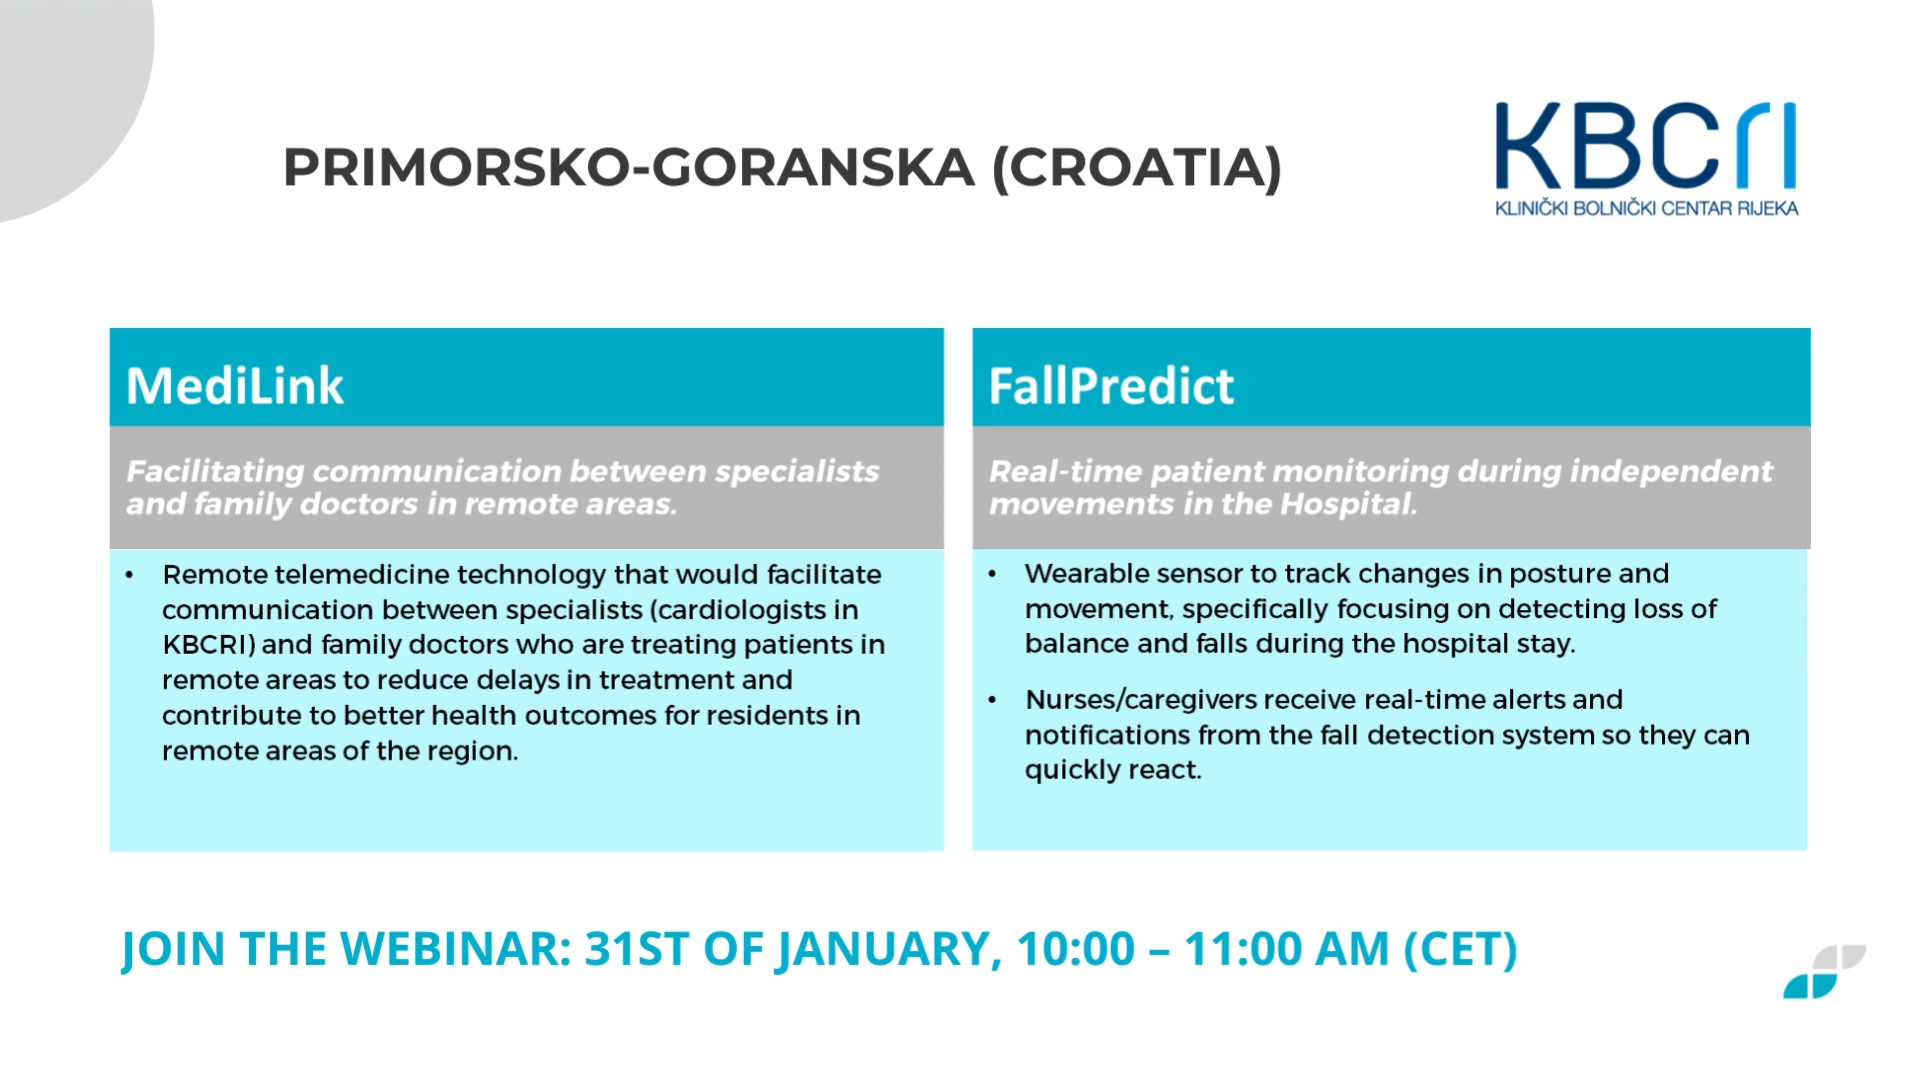 PRIMORSKO-GORANSKA (CROATIA)
KBCRI
KLINIČKI BOLNIČKI CENTAR RIJEKA
MediLink
Facilitating communication between specialists
and family doctors in remote areas.
• Remote telemedicine technology that would facilitate
communication between specialists (cardiologists in
KBCRI) and family doctors who are treating patients in
remote areas to reduce delays in treatment and
contribute to better health outcomes for residents in
remote areas of the region.
FallPredict
Real-time patient monitoring during independent
movements in the Hospital.
• Wearable sensor to track changes in posture and
movement, specifically focusing on detecting loss of
balance and falls during the hospital stay.
• Nurses/caregivers receive real-time alerts and
notifications from the fall detection system so they can
quickly react.
JOIN THE WEBINAR: 31ST OF JANUARY, 10:00 – 11:00 AM (CET)